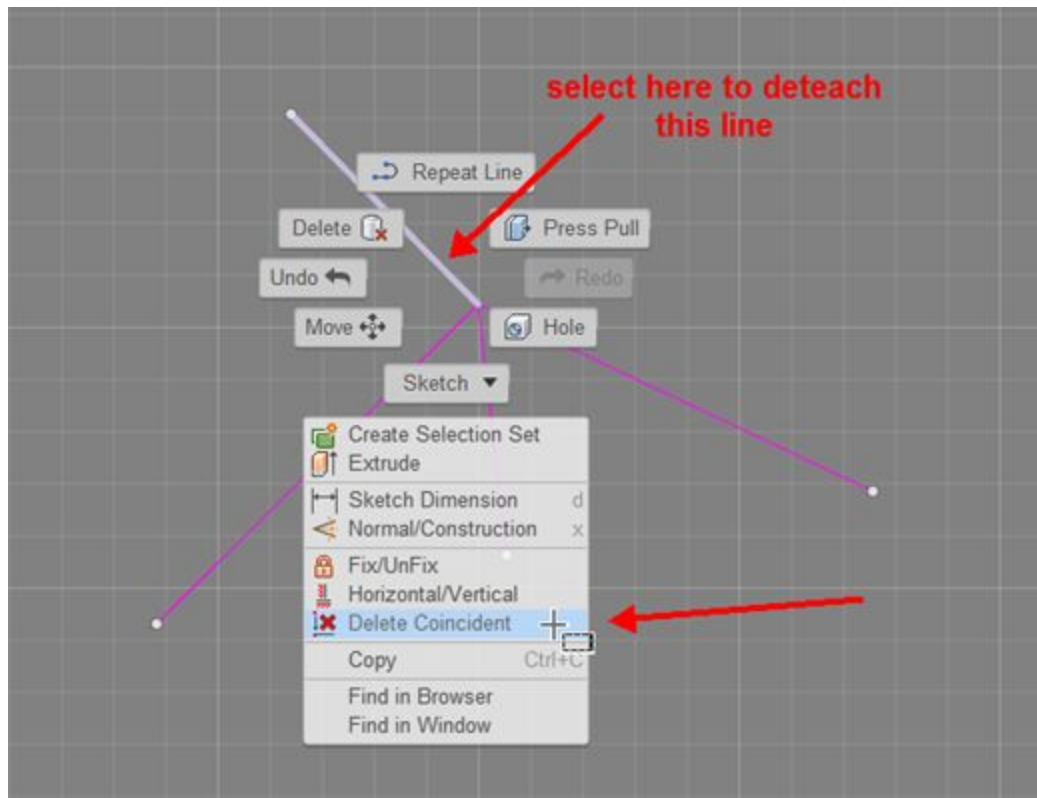 select here to deteach
this line
Repeat Line
Delete
Press Pull
Undo
Redo
Move
Hole
Sketch
Create Selection Set
Extrude
Sketch Dimension d
Normal/Construction x
Fix/UnFix
Horizontal/Vertical
Delete Coincident
Copy Ctrl+C
Find in Browser
Find in Window